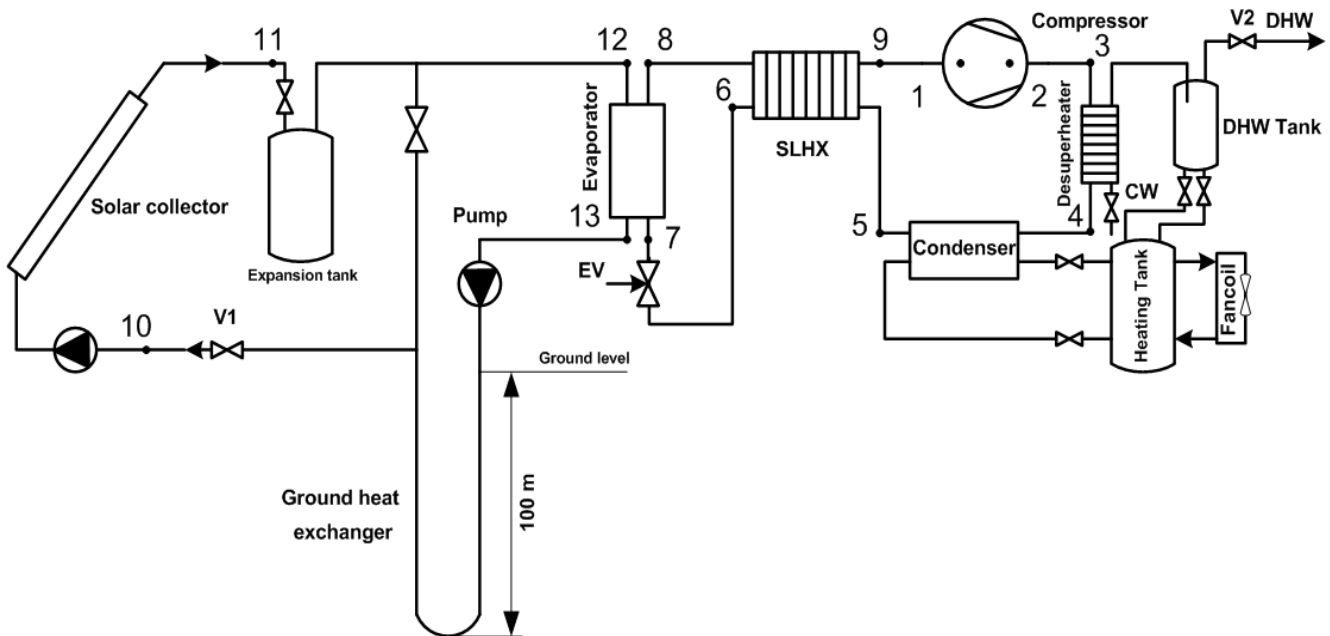 11
12
8
9
Compressor
3
V2
DHW
6
1
2
Evaporator
SLHX
Desuperheater
DHW Tank
Solar collector
CW
Pump
13
7
5
4
Expansion tank
EV
Condenser
Heating Tank
Fancoil
10
V1
Ground level
100 m
Ground heat
exchanger